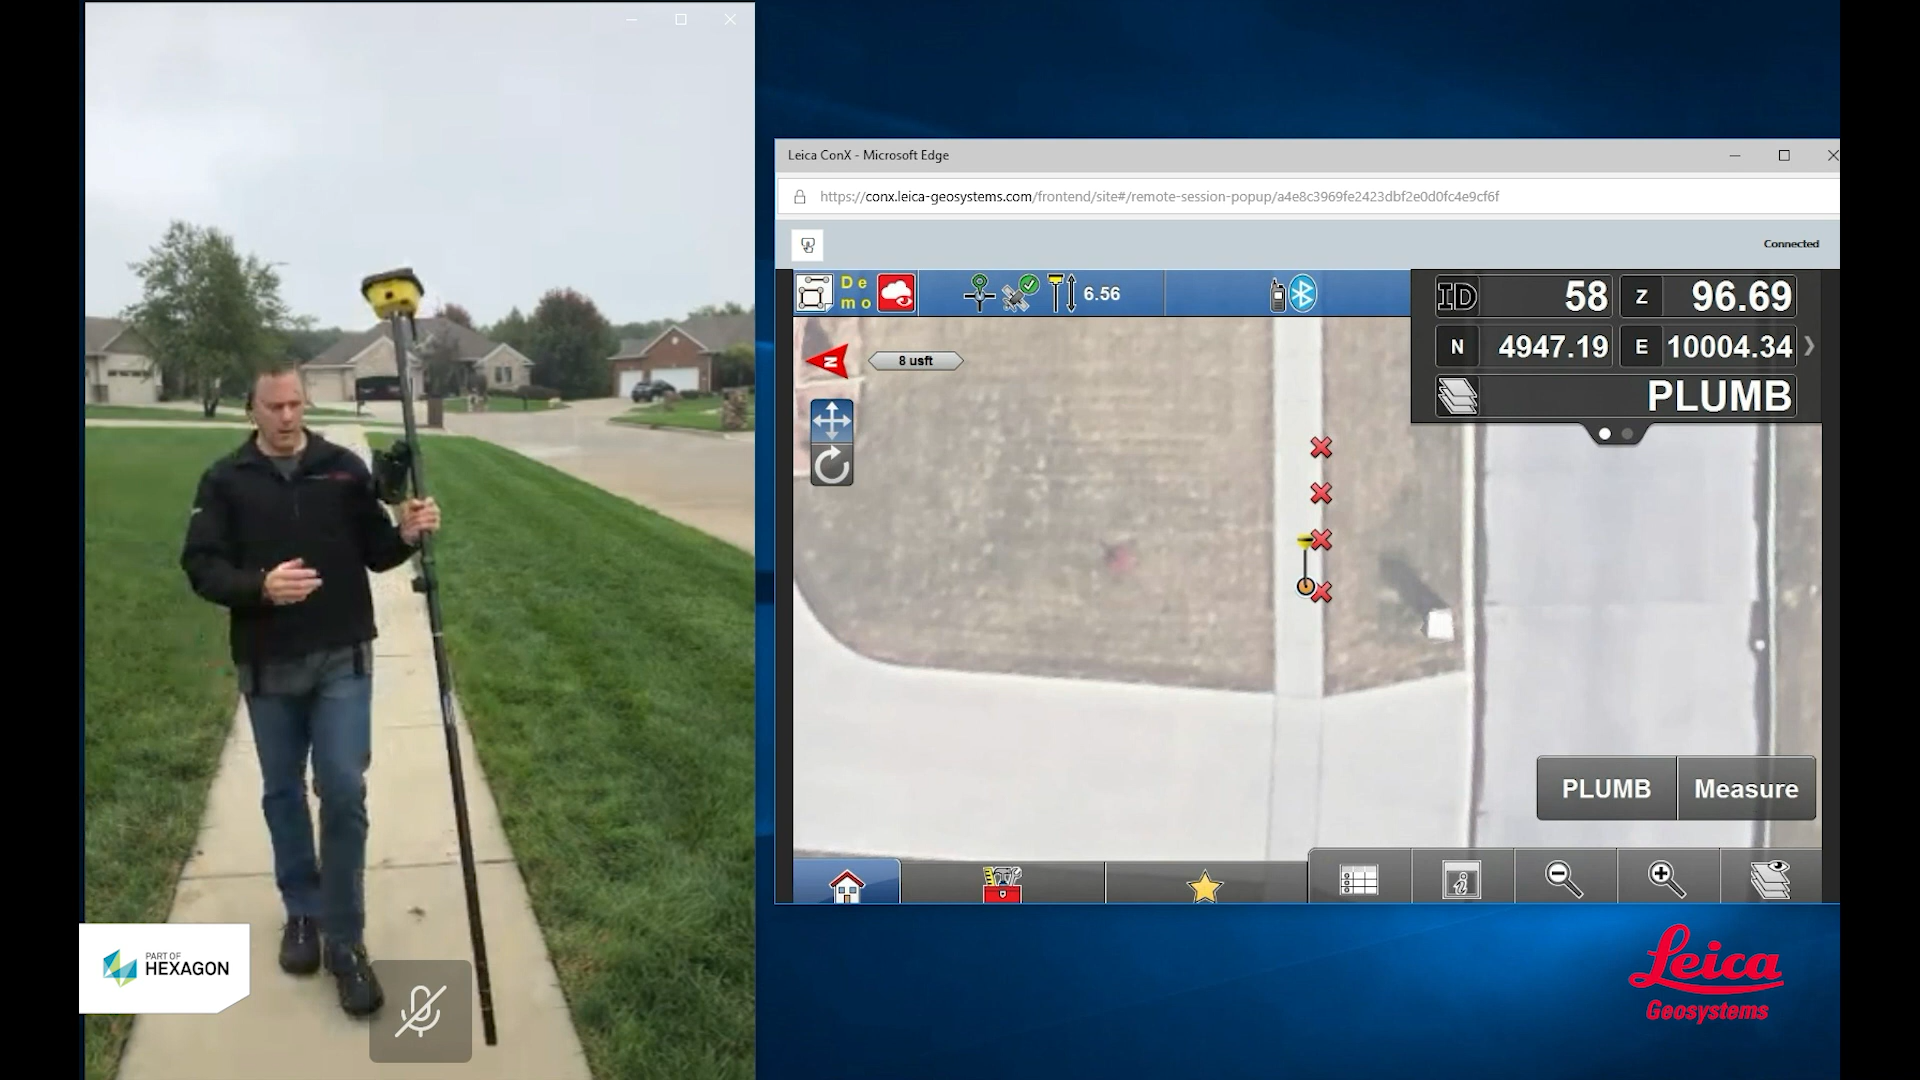 Leica ConX - Microsoft Edge
https://conx.leica-geosystems.com/frontend/site#/remote-session-popup/a4e8c3969fe2423dbf2e0d0fc4e9cf6f
Connected
De
mo
6.56
ID 58 Z 96.69
N 4947.19 E 10004.34
PLUMB
N
8 usft
PLUMB Measure
PART OF
HEXAGON
Leica
Geosystems